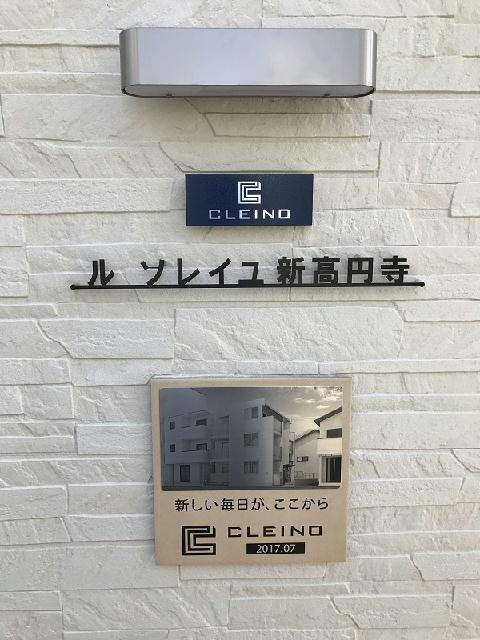 CLEINO
ル ソレイユ 新高円寺
新しい毎日が、ここから
CLEINO
2017.07